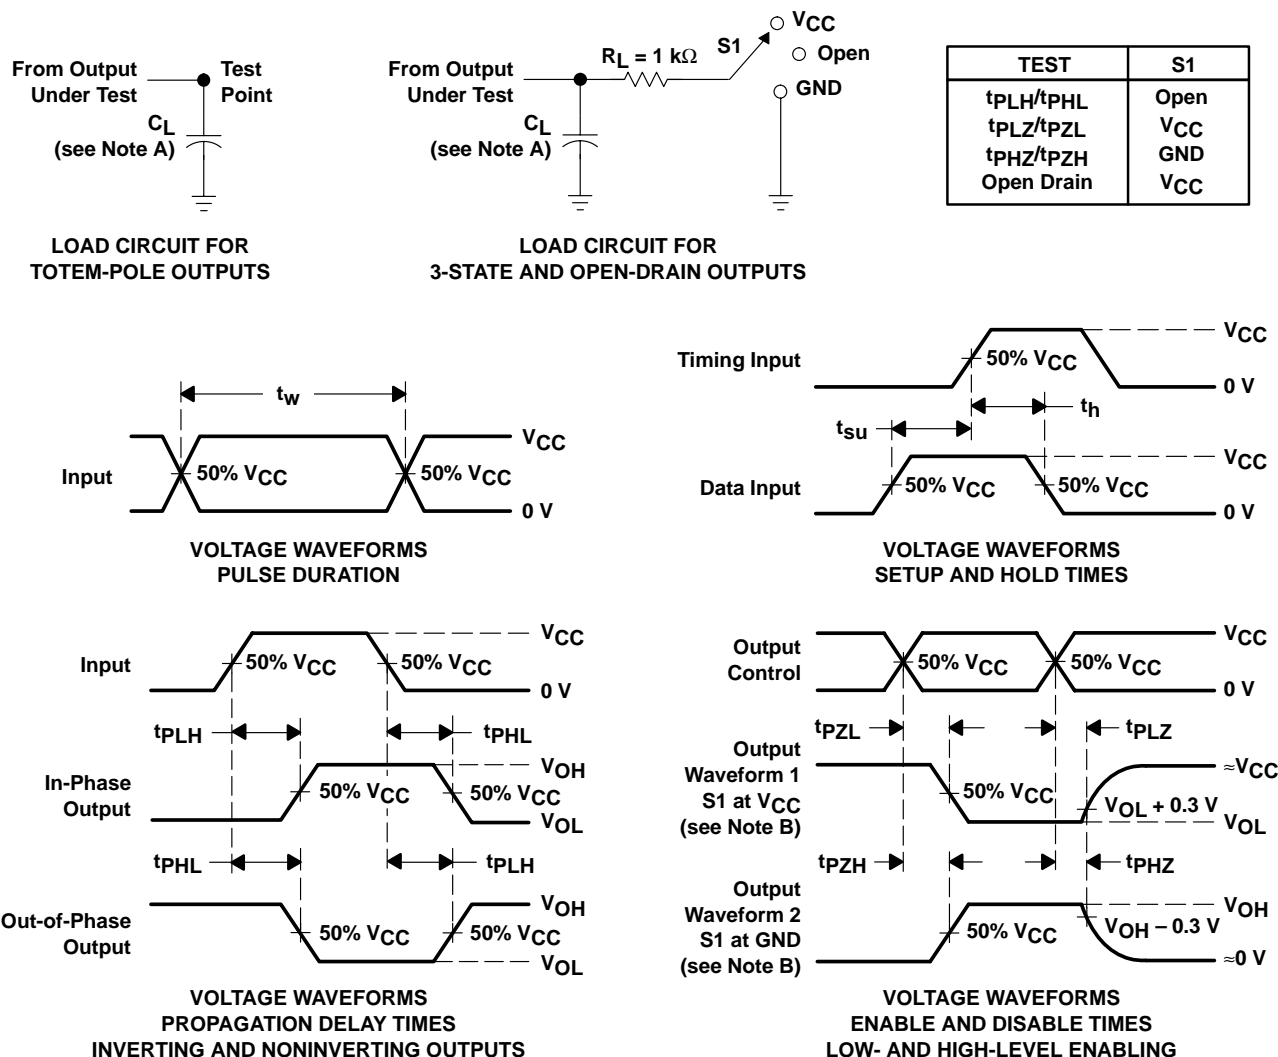 From Output
Under Test
Test
Point
CL
(see Note A)
LOAD CIRCUIT FOR
TOTEM-POLE OUTPUTS
From Output
Under Test
RL = 1 kΩ
S1
VCC
Open
GND
CL
(see Note A)
LOAD CIRCUIT FOR
3-STATE AND OPEN-DRAIN OUTPUTS
TEST S1
tPLH/tPHL Open
tPLZ/tPZL VCC
tPHZ/tPZH GND
Open Drain VCC
tw
Input
50% VCC
50% VCC
VCC
0 V
VOLTAGE WAVEFORMS
PULSE DURATION
Timing Input
50% VCC
VCC
0 V
tsu
th
Data Input
50% VCC
50% VCC
VCC
0 V
VOLTAGE WAVEFORMS
SETUP AND HOLD TIMES
Input
50% VCC
50% VCC
VCC
0 V
tPLH
tPHL
In-Phase
Output
50% VCC
50% VCC
VOH
VOL
tPHL
tPLH
Out-of-Phase
Output
50% VCC
50% VCC
VOH
VOL
VOLTAGE WAVEFORMS
PROPAGATION DELAY TIMES
INVERTING AND NONINVERTING OUTPUTS
Output
Control
50% VCC
50% VCC
VCC
0 V
tPZL
tPLZ
Output
Waveform 1
S1 at VCC
(see Note B)
50% VCC
VOL + 0.3 V
≈VCC
VOL
tPZH
tPHZ
Output
Waveform 2
S1 at GND
(see Note B)
50% VCC
VOH − 0.3 V
VOH
≈0 V
VOLTAGE WAVEFORMS
ENABLE AND DISABLE TIMES
LOW- AND HIGH-LEVEL ENABLING